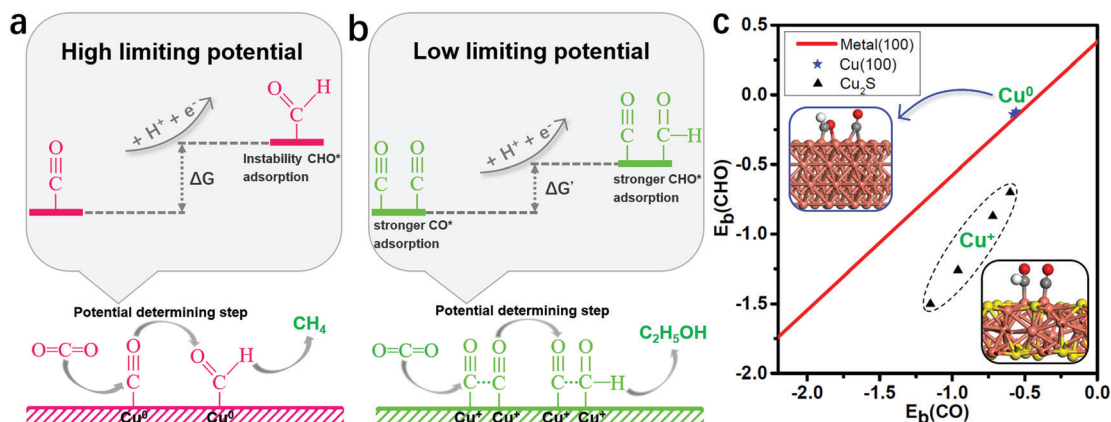 a
High limiting potential
O
C
+ H⁺ + e⁻
ΔG
O
H
C
Instability CHO*
adsorption
Potential determining step
O=C=O
O
C
Cu⁰
O
H
C
Cu⁰
CH₄
b
Low limiting potential
O
O
C
C
stronger CO*
adsorption
+ H⁺ + e⁻
ΔG'
O
O
C
C–H
stronger CHO*
adsorption
Potential determining step
O=C=O
O
O
C
C
Cu⁺
Cu⁺
O
O
C
C–H
Cu⁺
Cu⁺
C₂H₅OH
c
Metal(100)
Cu(100)
Cu₂S
Cu⁰
Cu⁺
E_b(CHO)
0.5
0.0
-0.5
-1.0
-1.5
-2.0
-2.0 -1.5 -1.0 -0.5 0.0
E_b(CO)